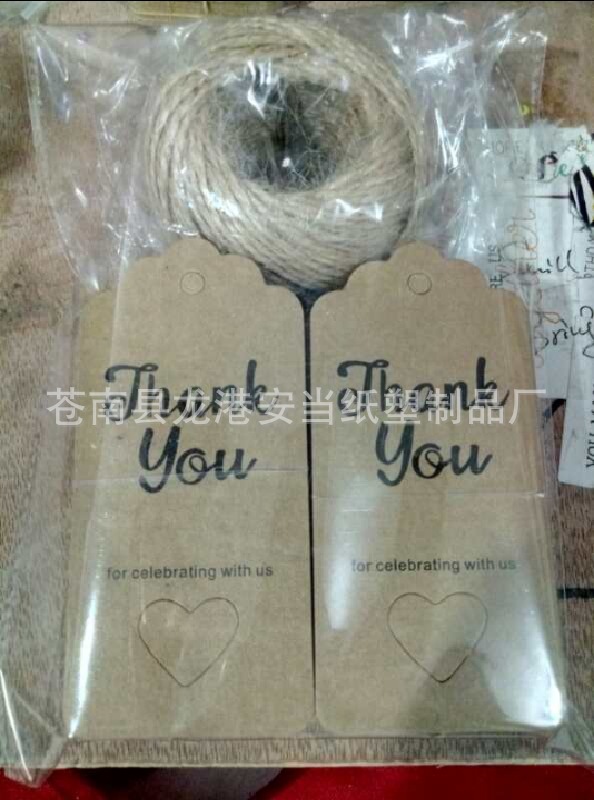 Thank
You
for celebrating with us
Thank
You
for celebrating with us
苍南县龙港安当纸塑制品厂